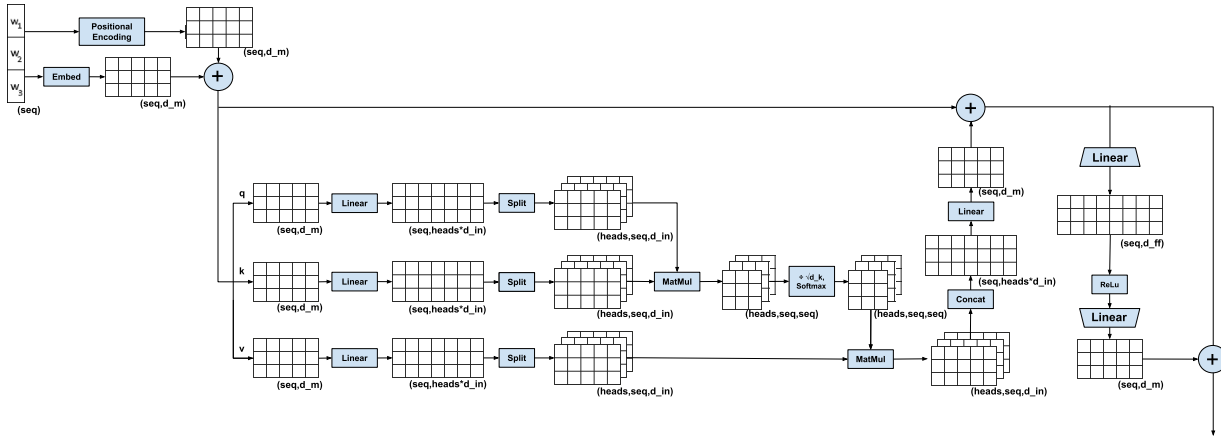 w1
w2
w3
(seq)
Positional
Encoding
(seq,d_m)
Embed
(seq,d_m)
+
+
q
(seq,d_m)
Linear
(seq,heads*d_in)
Split
(heads,seq,d_in)
k
(seq,d_m)
Linear
(seq,heads*d_in)
Split
(heads,seq,d_in)
MatMul
(heads,seq,seq)
÷ √d_k,
Softmax
(heads,seq,seq)
v
(seq,d_m)
Linear
(seq,heads*d_in)
Split
(heads,seq,d_in)
MatMul
(heads,seq,d_in)
Concat
(seq,heads*d_in)
Linear
(seq,d_m)
Linear
(seq,d_ff)
ReLu
Linear
(seq,d_m)
+